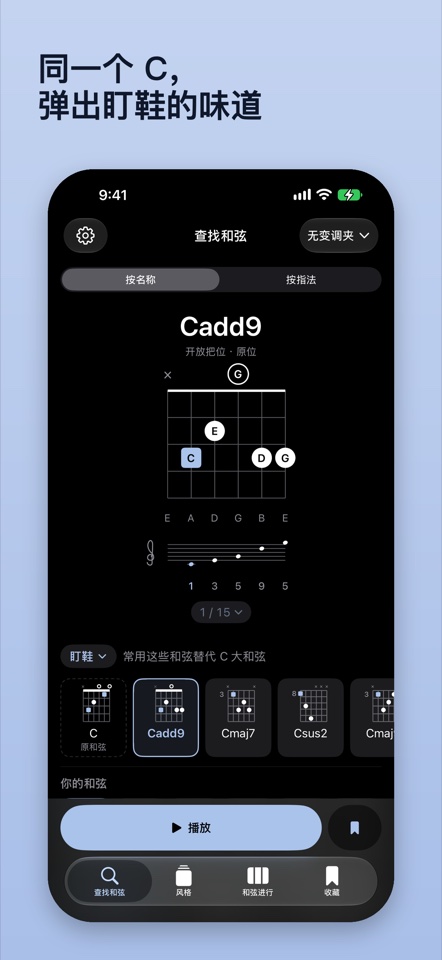 同一个 C，
弹出盯鞋的味道
9:41
查找和弦
无变调夹
按名称
按指法
Cadd9
开放把位 · 原位
× G
E
C D G
E A D G B E
1 3 5 9 5
1 / 15
盯鞋 常用这些和弦替代 C 大和弦
3 8 3
C Cadd9 Cmaj7 Csus2
原和弦
你的和弦
播放
查找和弦 风格 和弦进行 收藏